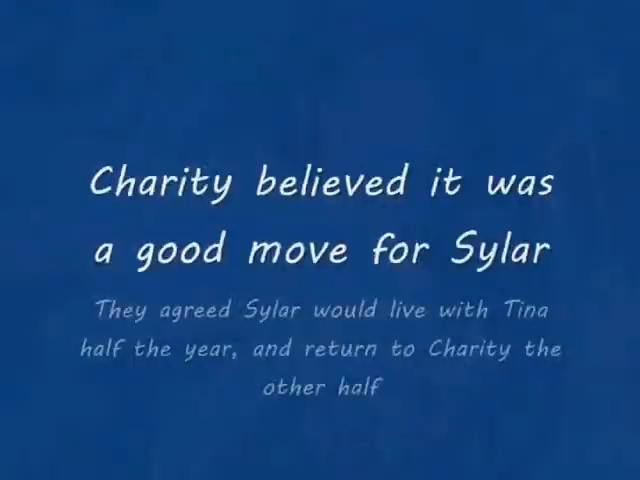 Charity believed it was
a good move for Sylar
They agreed Sylar would live with Tina
half the year, and return to Charity the
other half